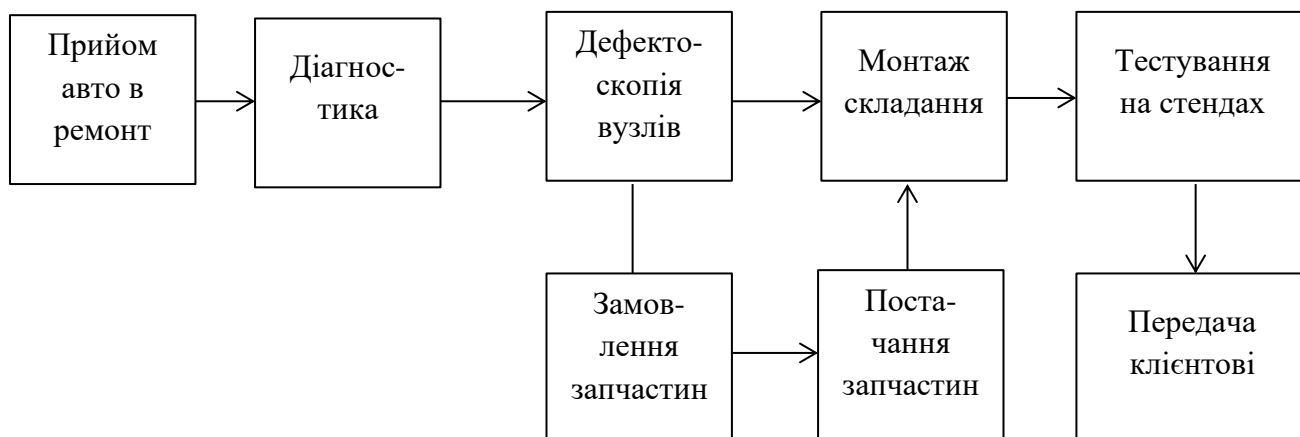 Прийом
авто в
ремонт
Діагнос-
тика
Дефекто-
скопія
вузлів
Монтаж
складання
Тестування
на стендах
Замов-
лення
запчастин
Поста-
чання
запчастин
Передача
клієнтові